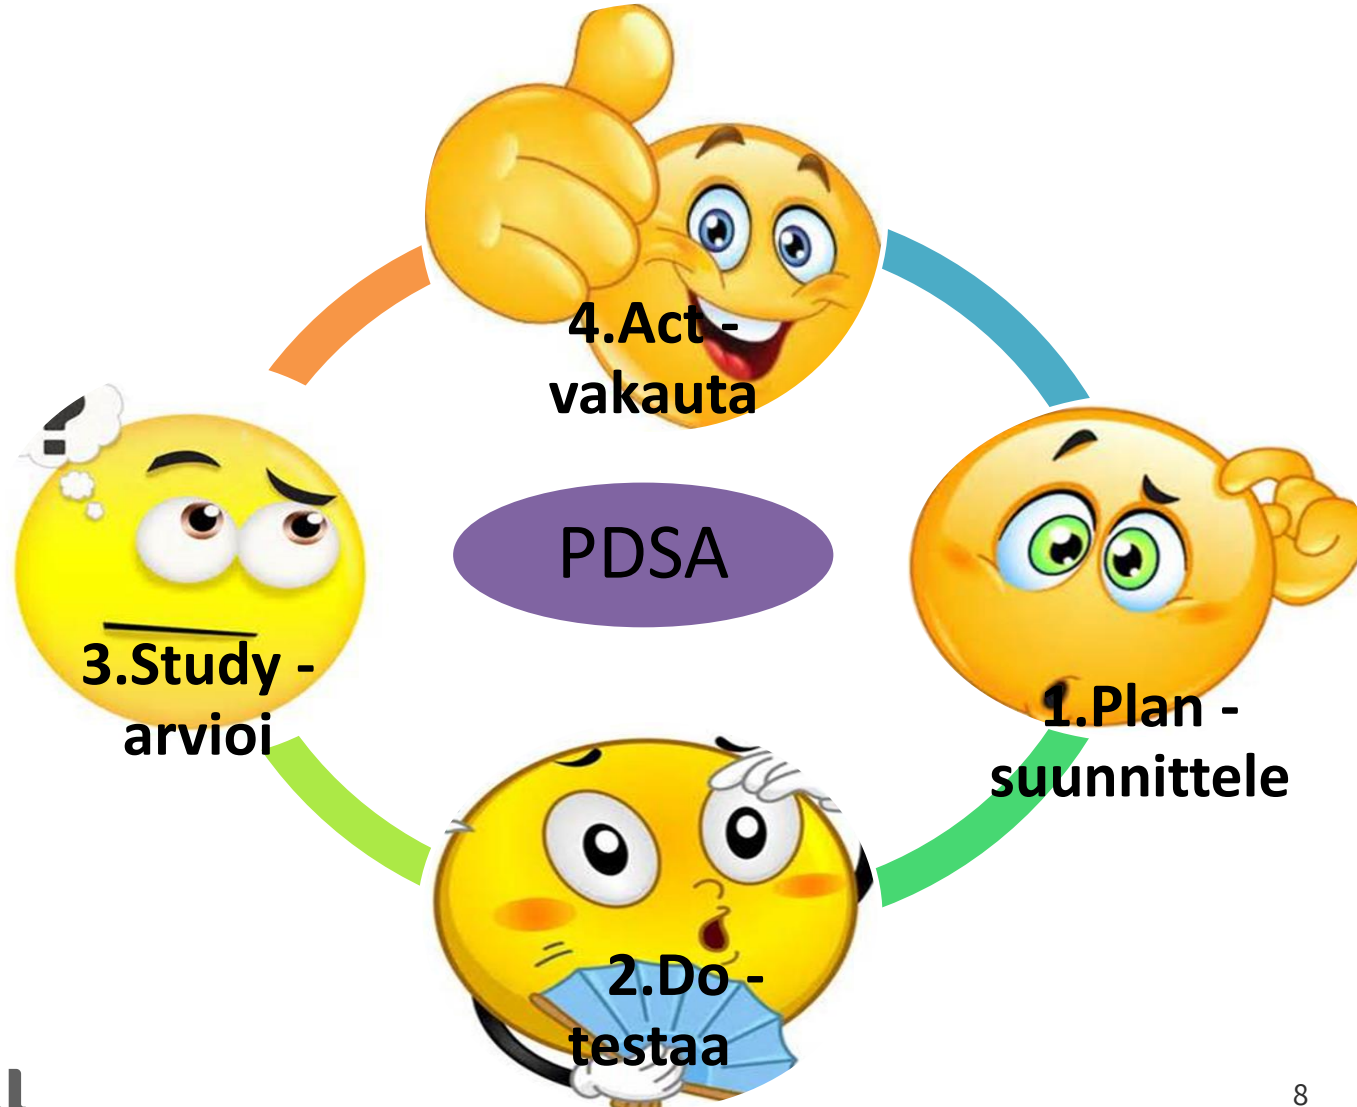 4.Act -
vakauta
PDSA
3.Study -
arvioi
1.Plan -
suunnittele
2.Do -
testaa
?
8